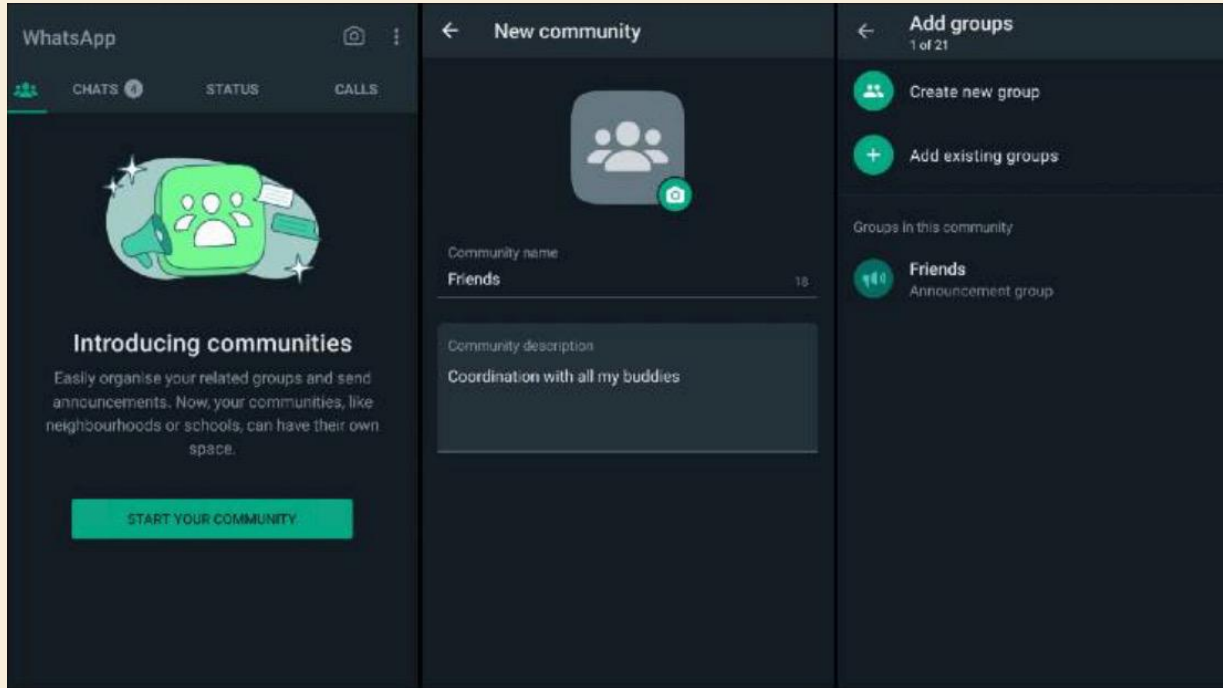 WhatsApp
CHATS 4
STATUS
CALLS
Introducing communities
Easily organise your related groups and send
announcements. Now, your communities, like
neighbourhoods or schools, can have their own
space.
START YOUR COMMUNITY
New community
Community name
Friends
18
Community description
Coordination with all my buddies
Add groups
1 of 21
Create new group
Add existing groups
Groups in this community
Friends
Announcement group